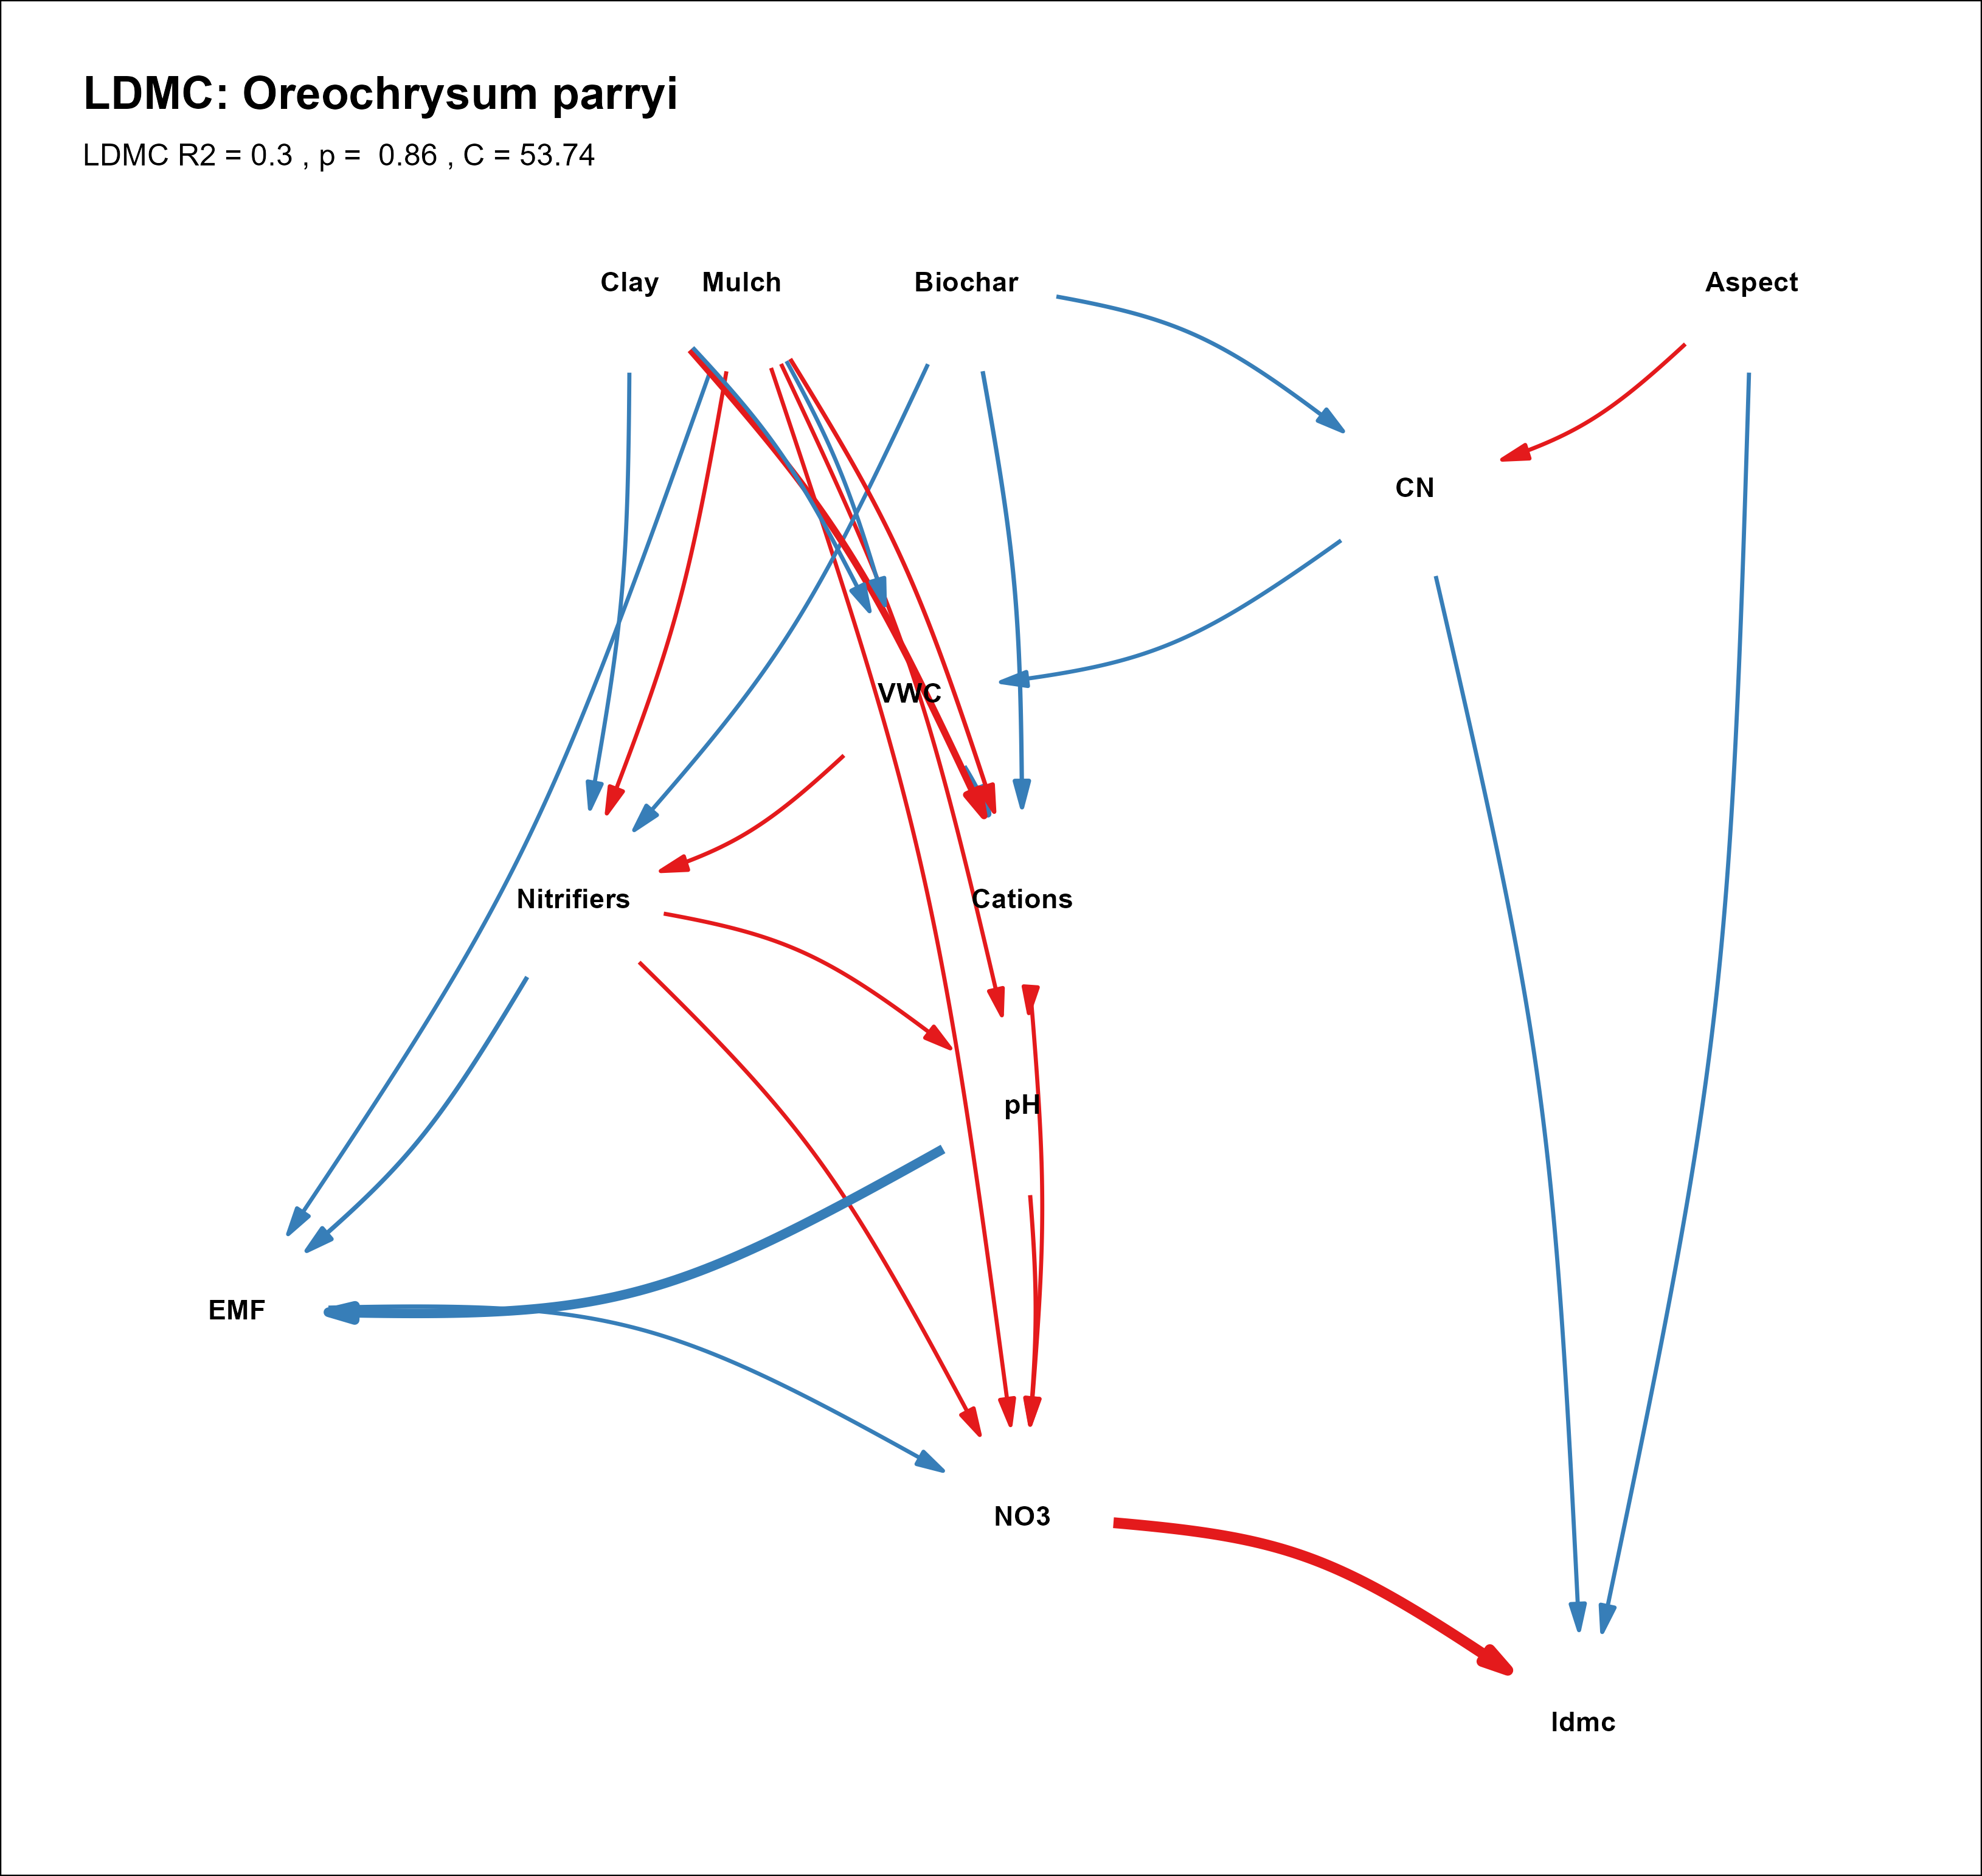 LDMC: Oreochrysum parryi
LDMC R2 = 0.3 , p =  0.86 , C = 53.74
Clay Mulch Biochar Aspect
CN
VWC
Nitrifiers Cations
pH
EMF
NO3
ldmc